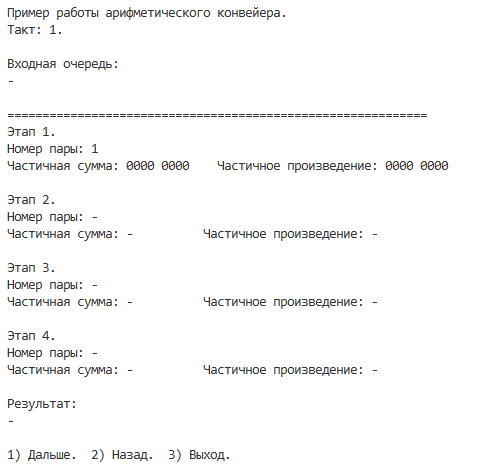 Пример работы арифметического конвейера.
Такт: 1.
Входная очередь:
-
============================================================
Этап 1.
Номер пары: 1
Частичная сумма: 0000 0000    Частичное произведение: 0000 0000
Этап 2.
Номер пары: -
Частичная сумма: -          Частичное произведение: -
Этап 3.
Номер пары: -
Частичная сумма: -          Частичное произведение: -
Этап 4.
Номер пары: -
Частичная сумма: -          Частичное произведение: -
Результат:
-
1) Дальше.  2) Назад.  3) Выход.